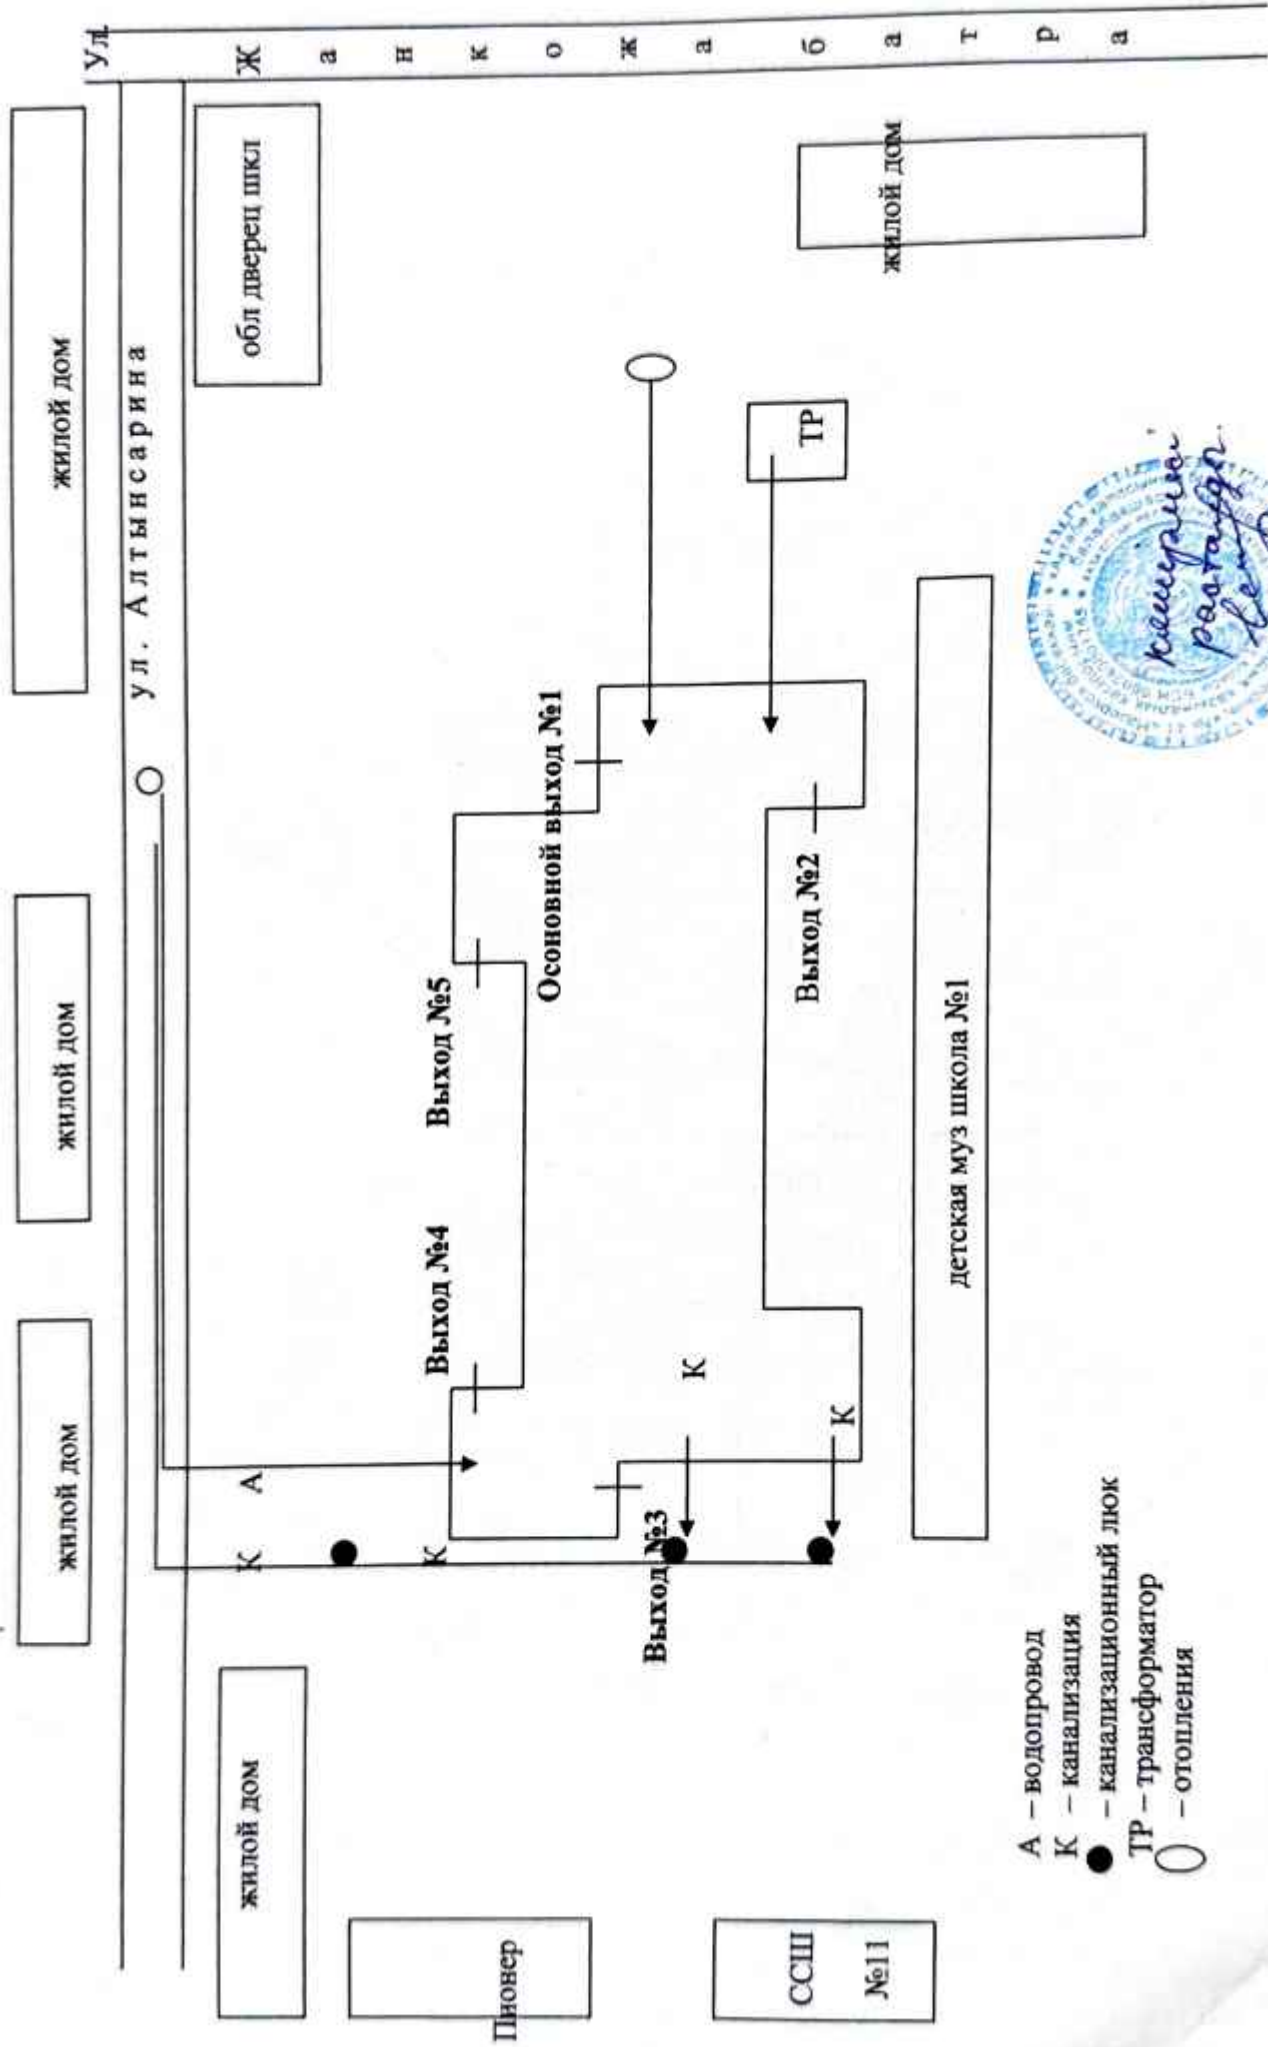 жилой дом
жилой дом
жилой дом
ул. Алтынсарина
Ул.
Жанкожа батра
жилой дом
обл дверец шкл
Пионер
Выход №4
Выход №5
Осоновной выход №1
К
А
К
Выход №3
К
К
Выход №2
ТР
жилой дом
ССШ
№11
детская муз школа №1
А – водопровод
К – канализация
– канализационный люк
ТР – трансформатор
– отопления